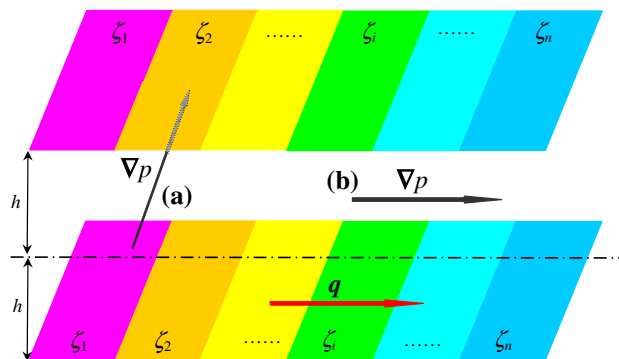 ζ1 ζ2 ...... ζi ...... ζn
∇p (a) (b) ∇p
h
h q
ζ1 ζ2 ...... ζi ...... ζn